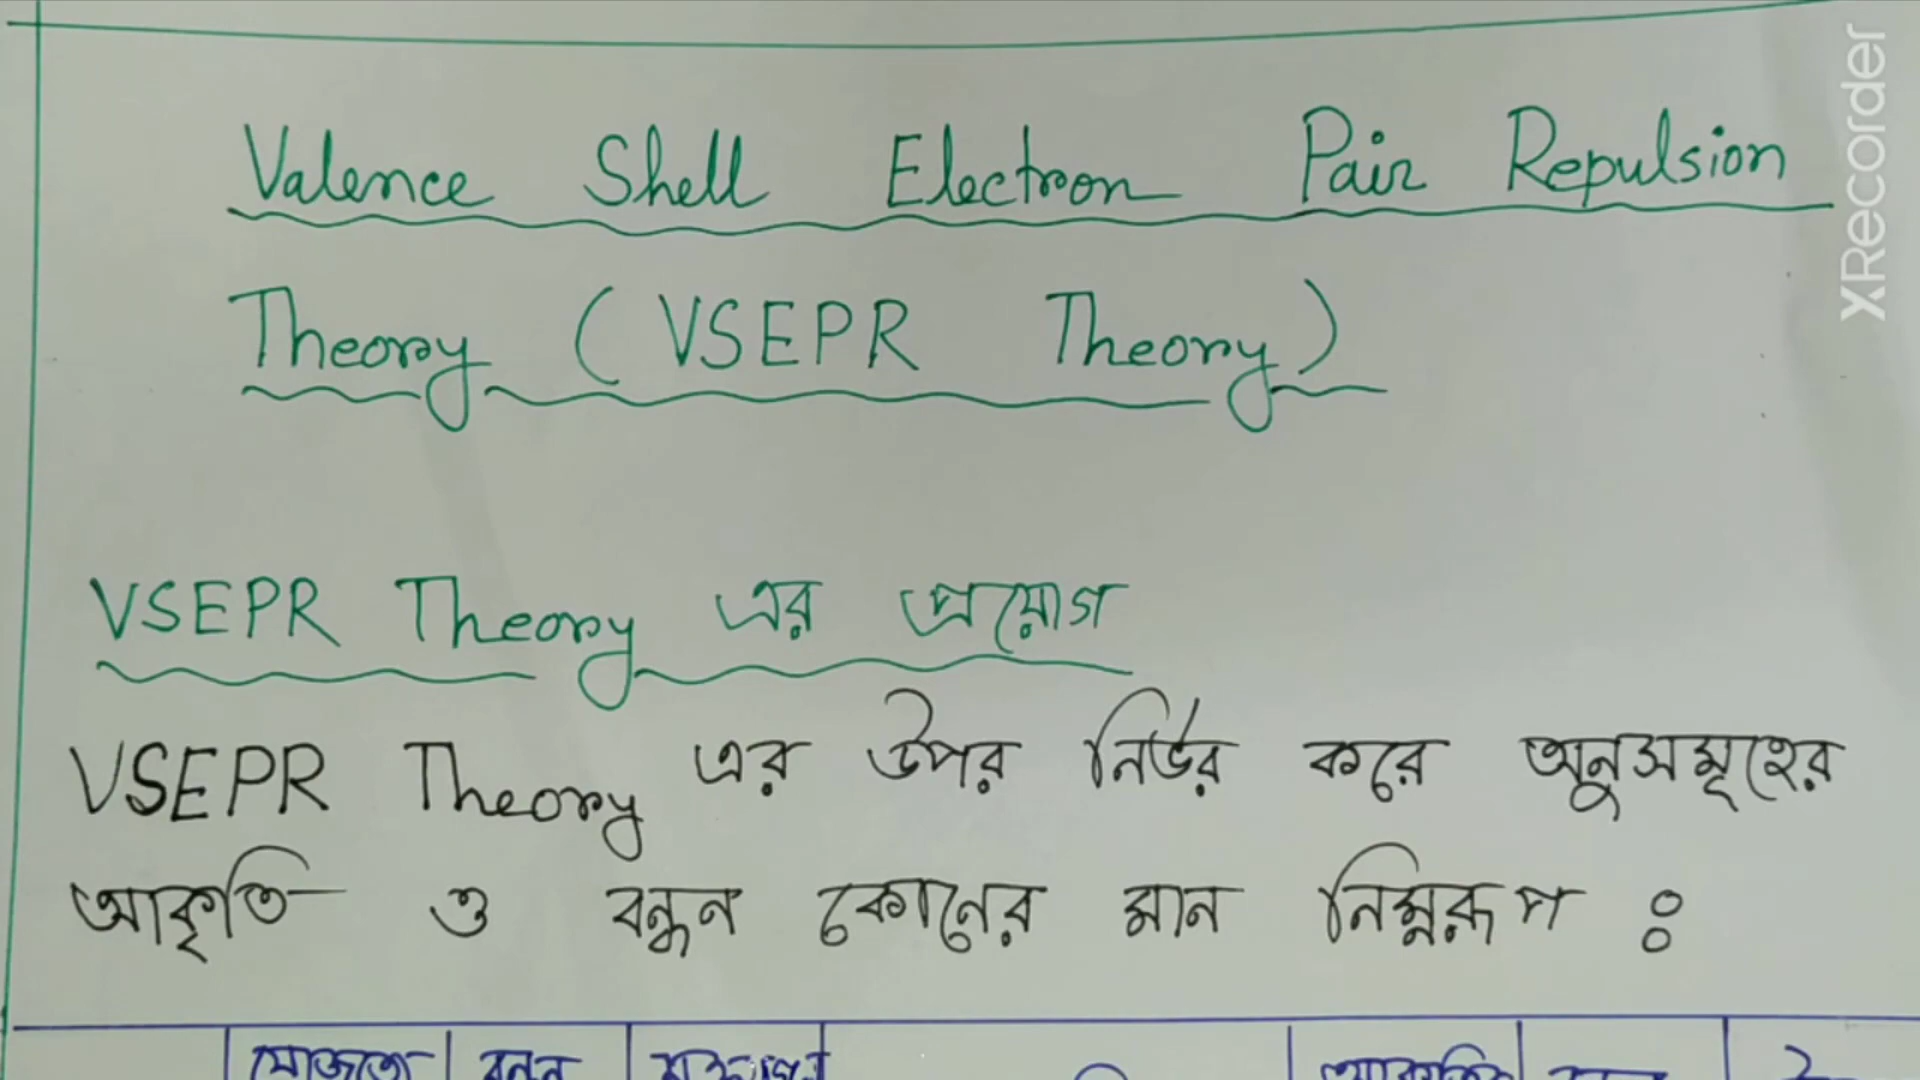 Valence Shell Electron Pair Repulsion
Theory (VSEPR Theory)
VSEPR Theory এর প্রয়োগ
VSEPR Theory এর উপর নির্ভর করে অনুসমূহের
আকৃতি ও বন্ধন কোনের মান নিম্নরূপ :
XRecorder